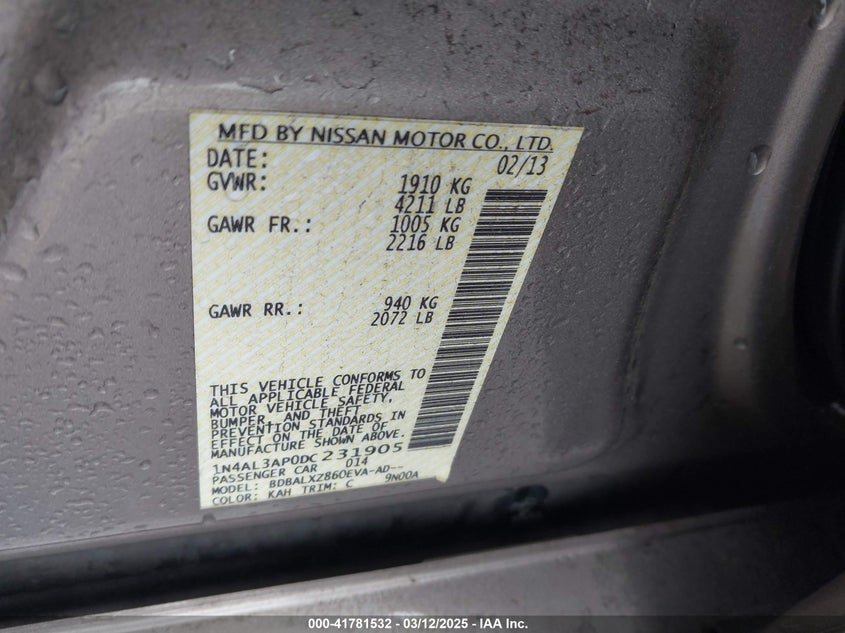 MFD BY NISSAN MOTOR CO., LTD.
DATE: 02/13
GVWR: 1910 KG
4211 LB
GAWR FR.: 1005 KG
2216 LB
GAWR RR.: 940 KG
2072 LB
THIS VEHICLE CONFORMS TO
ALL APPLICABLE FEDERAL
MOTOR VEHICLE SAFETY,
BUMPER, AND THEFT
PREVENTION STANDARDS IN
EFFECT ON THE DATE OF
MANUFACTURE SHOWN ABOVE.
1N4AL3AP0DC231905
PASSENGER CAR 014
MODEL: BDBALXZ860EVA-AD--
COLOR: KAH TRIM: C 9N00A
000-41781532 - 03/12/2025 - IAA Inc.